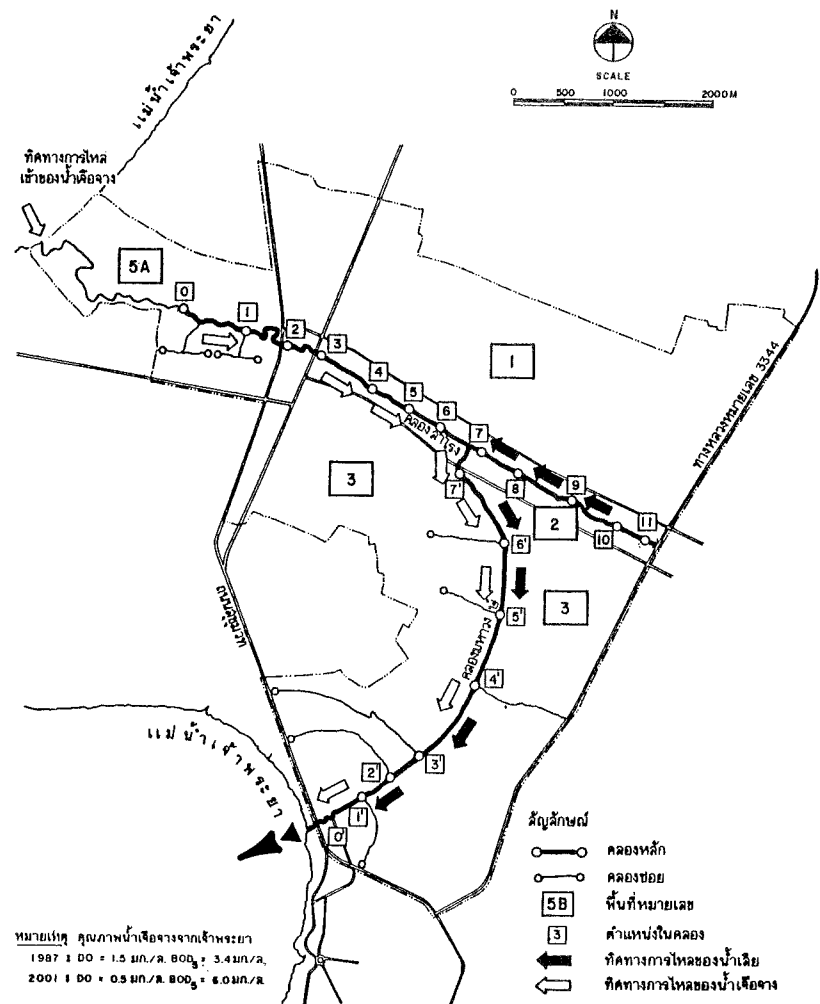 N
SCALE
0 500 1000 2000M
แม่น้ำเจ้าพระยา
ทิศทางการไหล
เข้าของน้ำเจือจาง
5A
0
1
2
3
4
5
6
7
8
9
10
11
1
คลองสำโรง
ทางหลวงหมายเลข 3344
3
7'
2
6'
3
5'
ถนนสุขุมวิท
คลองมหาวง
4'
แม่น้ำเจ้าพระยา
3'
2'
1'
0'
สัญลักษณ์
คลองหลัก
คลองซอย
5B พื้นที่หมายเลข
3 ตำแหน่งในคลอง
ทิศทางการไหลของน้ำเสีย
ทิศทางการไหลของน้ำเจือจาง
หมายเหตุ คุณภาพน้ำเจือจางจากเจ้าพระยา
1987 : DO = 1.5 มก./ล. BOD5 = 3.4 มก/ล.
2001 : DO = 0.5 มก/ล. BOD5 = 6.0 มก/ล